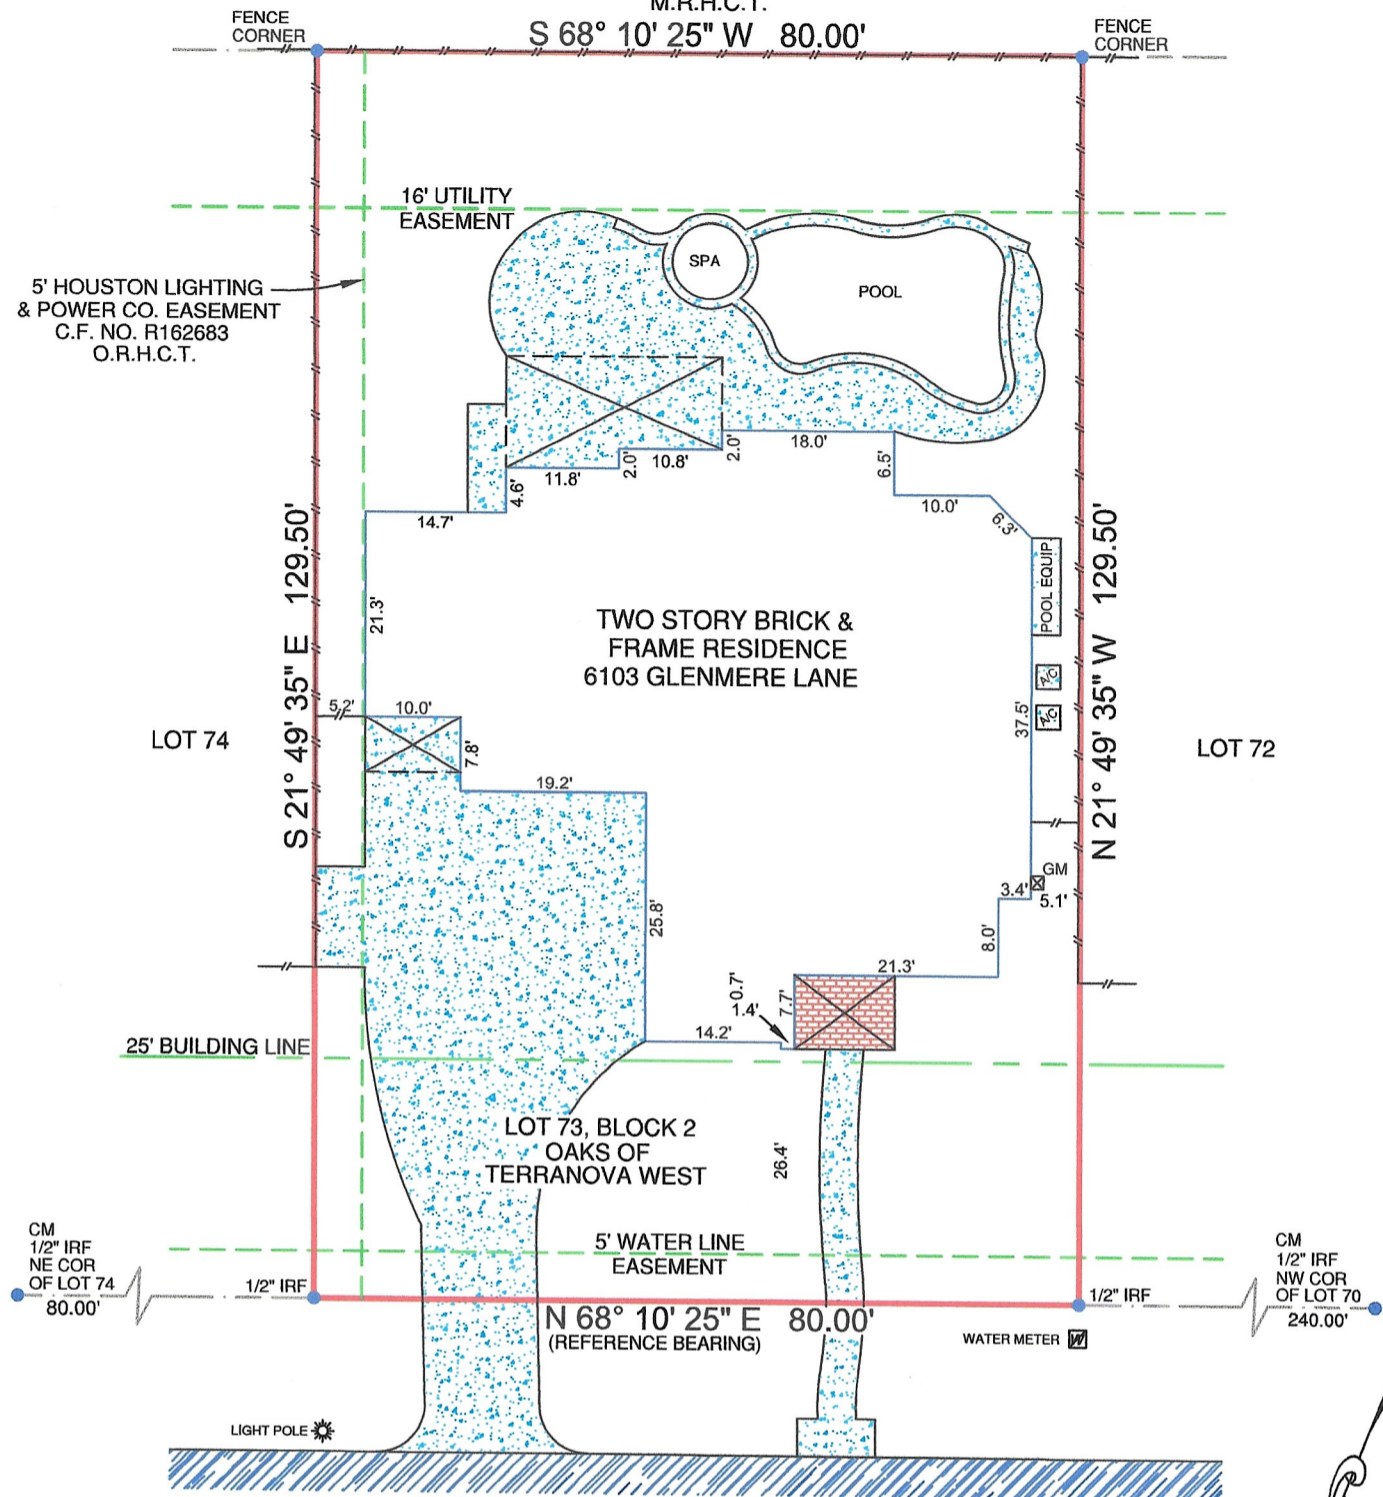 M.R.H.C.T.
FENCE
CORNER
S 68° 10' 25" W 80.00'
FENCE
CORNER
16' UTILITY
EASEMENT
5' HOUSTON LIGHTING
& POWER CO. EASEMENT
C.F. NO. R162683
O.R.H.C.T.
SPA
POOL
18.0'
2.0'
10.8'
2.0'
11.8'
4.6'
14.7'
6.5'
10.0'
6.3'
S 21° 49' 35" E 129.50'
N 21° 49' 35" W 129.50'
POOL EQUIP
21.3'
TWO STORY BRICK &
FRAME RESIDENCE
6103 GLENMERE LANE
A/C
A/C
37.5'
5.2'
10.0'
7.8'
LOT 74
LOT 72
19.2'
25.8'
GM
3.4'
5.1'
8.0'
21.3'
0.7'
1.4'
7.7'
14.2'
25' BUILDING LINE
LOT 73, BLOCK 2
OAKS OF
TERRANOVA WEST
26.4'
5' WATER LINE
EASEMENT
CM
1/2" IRF
NE COR
OF LOT 74
80.00'
1/2" IRF
CM
1/2" IRF
NW COR
OF LOT 70
240.00'
1/2" IRF
N 68° 10' 25" E 80.00'
(REFERENCE BEARING)
WATER METER W
LIGHT POLE